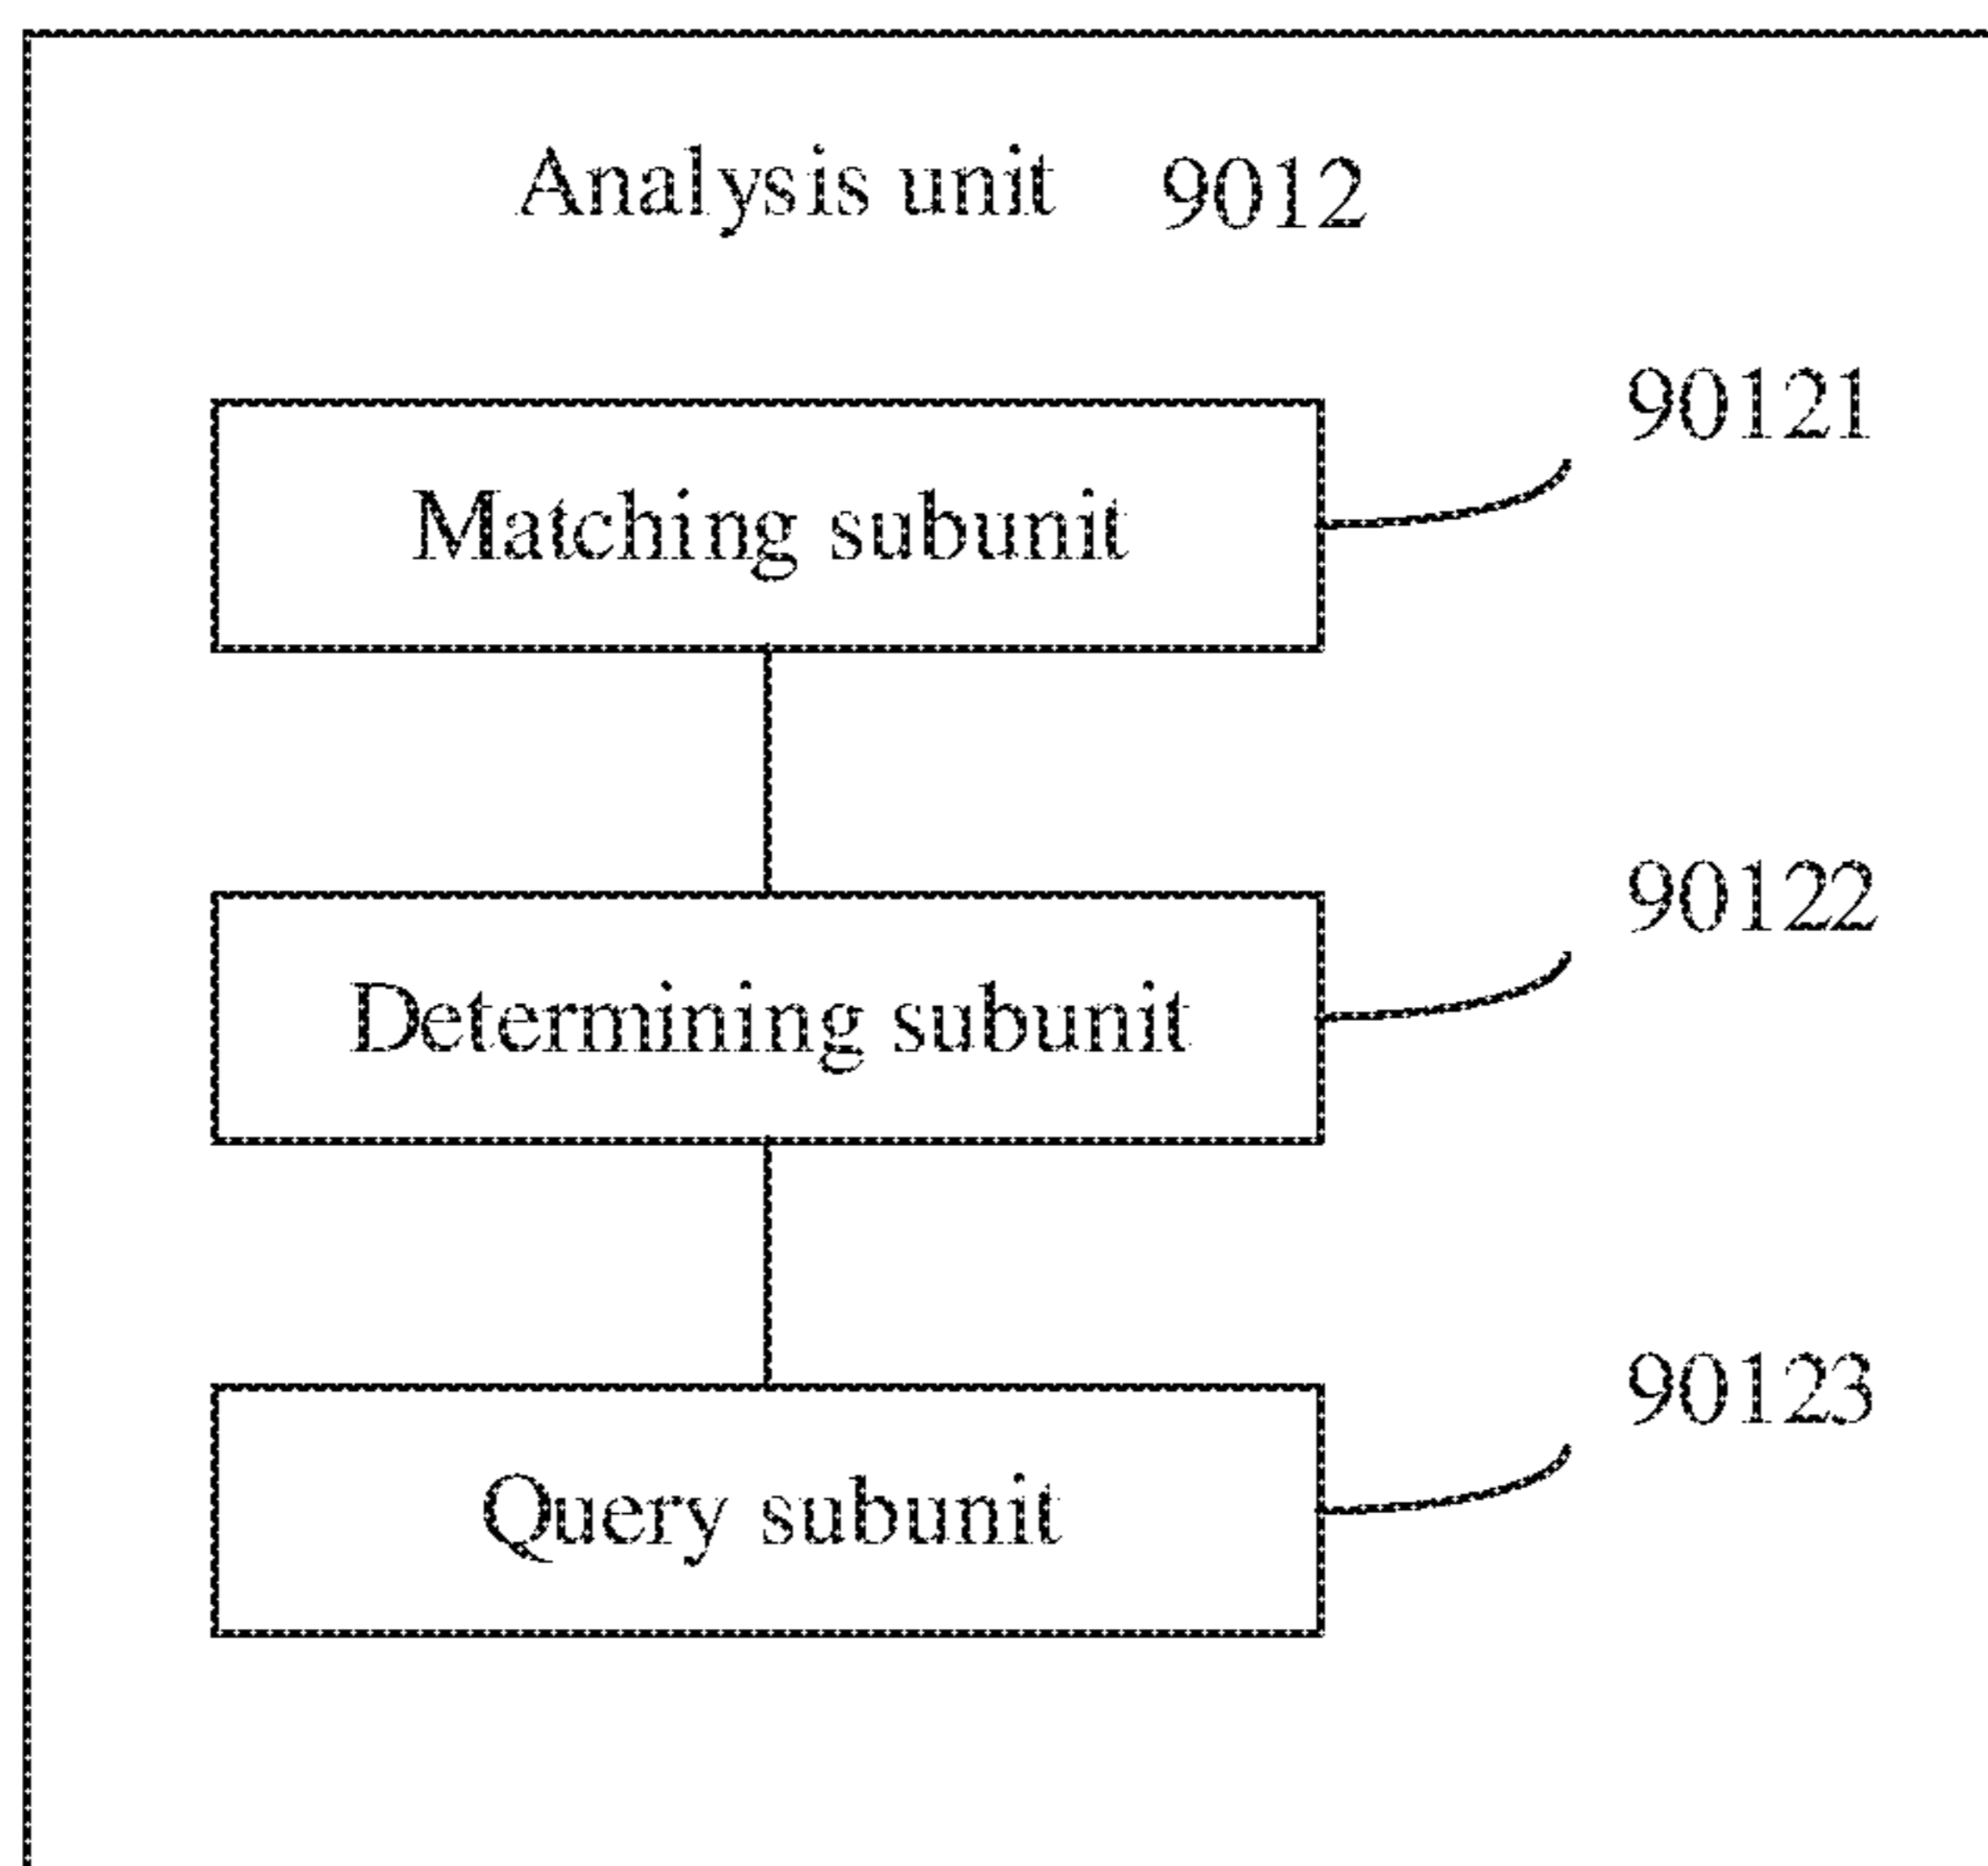 Analysis unit 9012
90121
Matching subunit
90122
Determining subunit
90123
Query subunit